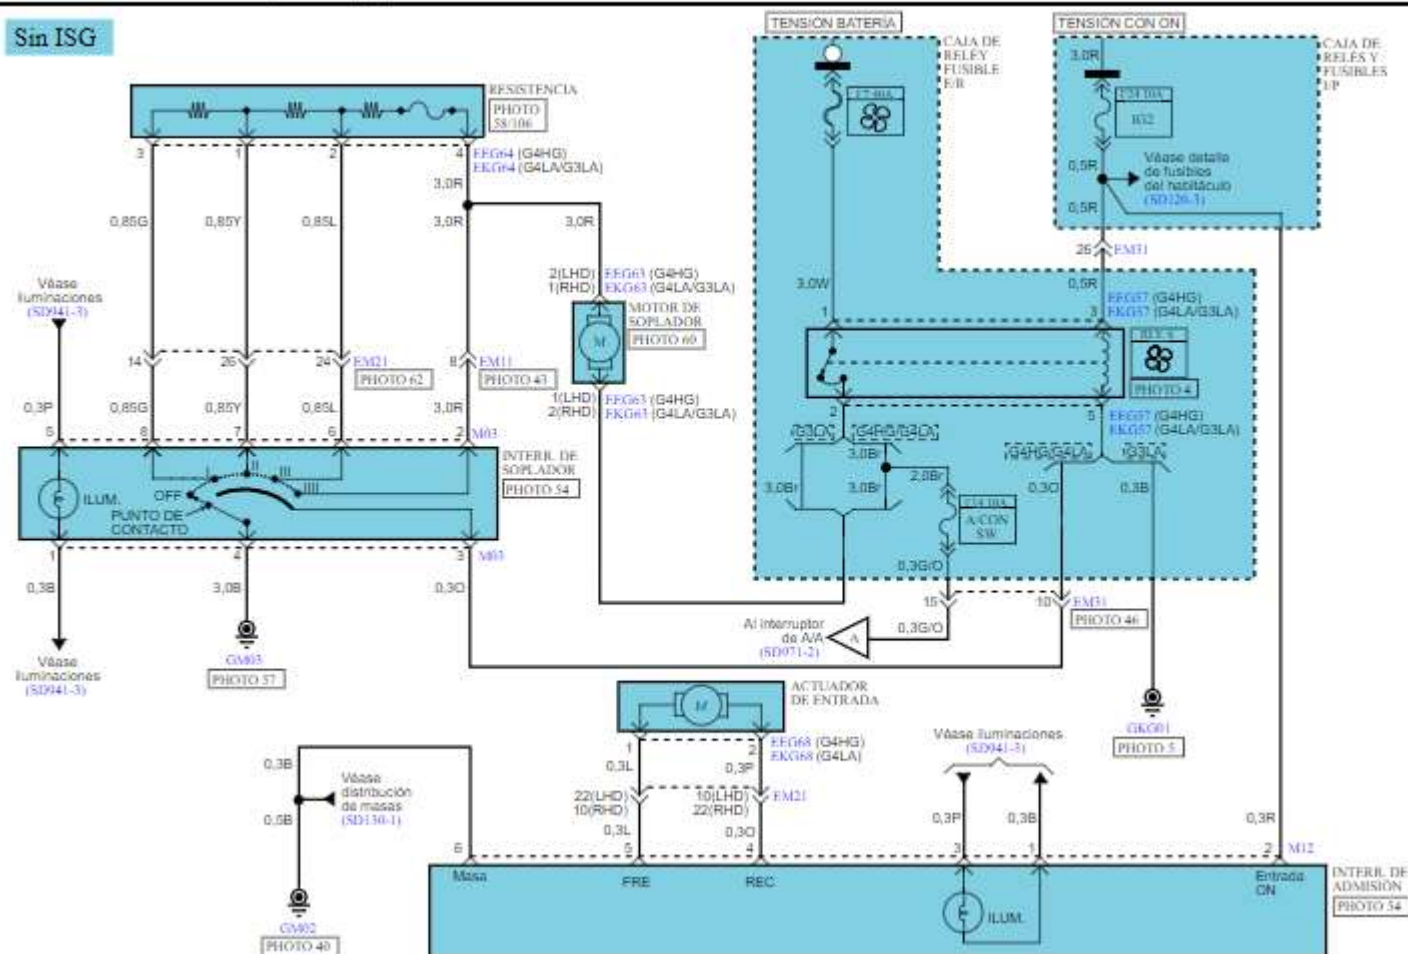 Sin ISG
TENSIÓN BATERÍA
TENSIÓN CON ON
CAJA DE
RELÉ Y
FUSIBLE
E/R
CAJA DE
RELÉS Y
FUSIBLES
I/P
3,0R
RESISTENCIA
PHOTO
58/106
B32
3
1
2
4
EEG64 (G4HG)
EKG64 (G4LA/G3LA)
3,0R
0,5R
Véase detalle
de fusibles
del habitáculo
(SD120-3)
0,5R
0,85G
0,85Y
0,85L
3,0R
3,0R
26
EM31
Véase
iluminaciones
(SD941-3)
2(LHD)
1(RHD)
EEG63 (G4HG)
EKG63 (G4LA/G3LA)
3,0W
0,5R
EEG57 (G4HG)
EKG57 (G4LA/G3LA)
1
3
MOTOR DE
SOPLADOR
PHOTO 60
M
14
26
24
EM21
PHOTO 62
8
EM11
PHOTO 43
PHOTO 4
1(LHD)
2(RHD)
EEG63 (G4HG)
EKG63 (G4LA/G3LA)
2
5
EEG57 (G4HG)
EKG57 (G4LA/G3LA)
0,3P
0,85G
0,85Y
0,85L
3,0R
5
8
7
6
2
M03
(G3LA)
(G4HG/G4LA)
(G3LA)
INTERR. DE
SOPLADOR
PHOTO 54
ILUM.
OFF
I
II
III
IIII
PUNTO DE
CONTACTO
3,0Br
3,0Br
3,0Br
2,0Br
A/CON
SW
0,3O
0,3B
1
4
3
M03
0,3B
3,0B
0,3O
0,3G/O
15
10
EM31
PHOTO 46
Al interruptor
de A/A
(SD971-2)
A
0,3G/O
Véase
iluminaciones
(SD941-3)
GM03
PHOTO 57
ACTUADOR
DE ENTRADA
M
GKG01
PHOTO 5
1
2
EEG68 (G4HG)
EKG68 (G4LA)
Véase iluminaciones
(SD941-3)
0,3B
Véase
distribución
de masas
(SD130-1)
0,5B
0,3L
0,3P
22(LHD)
10(RHD)
10(LHD)
22(RHD)
EM21
0,3L
0,3O
0,3P
0,3B
0,3R
6
5
4
3
1
2
M12
Masa
FRE
REC
Entrada
ON
INTERR. DE
ADMISIÓN
PHOTO 54
ILUM.
GM02
PHOTO 40